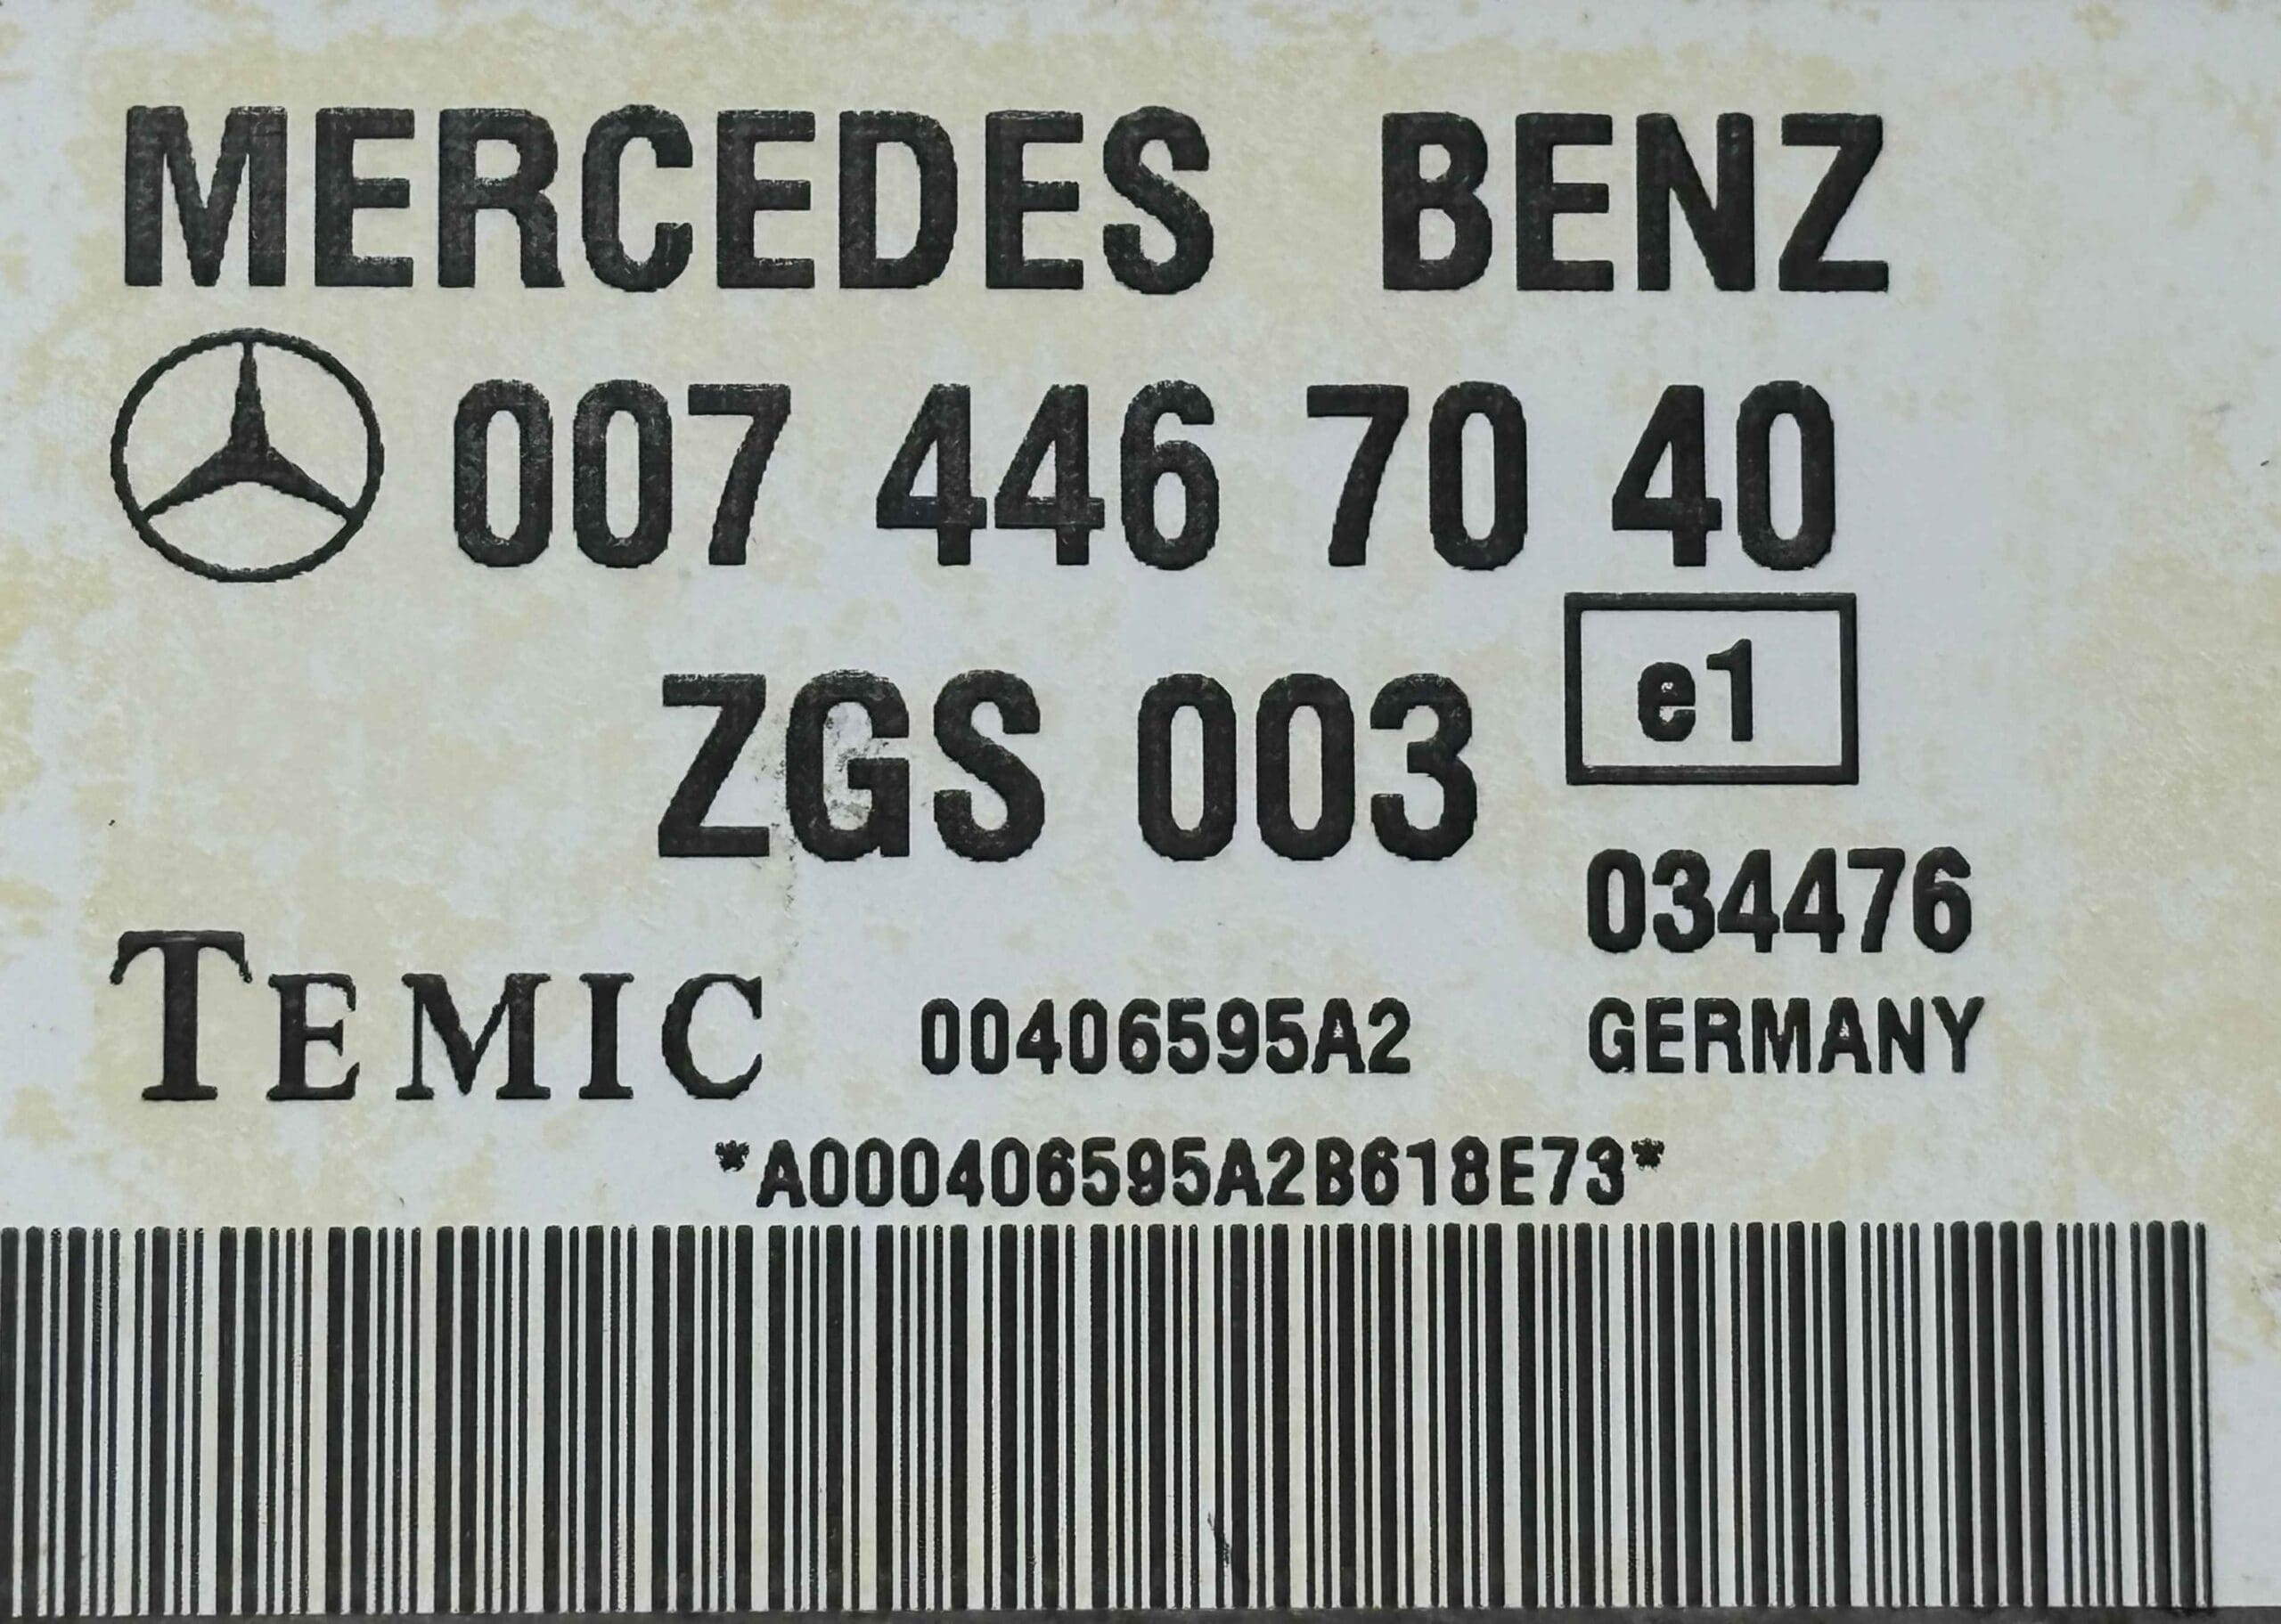 MERCEDES BENZ
007 446 70 40
ZGS 003
e1
034476
TEMIC 00406595A2 GERMANY
*A000406595A2B618E73*